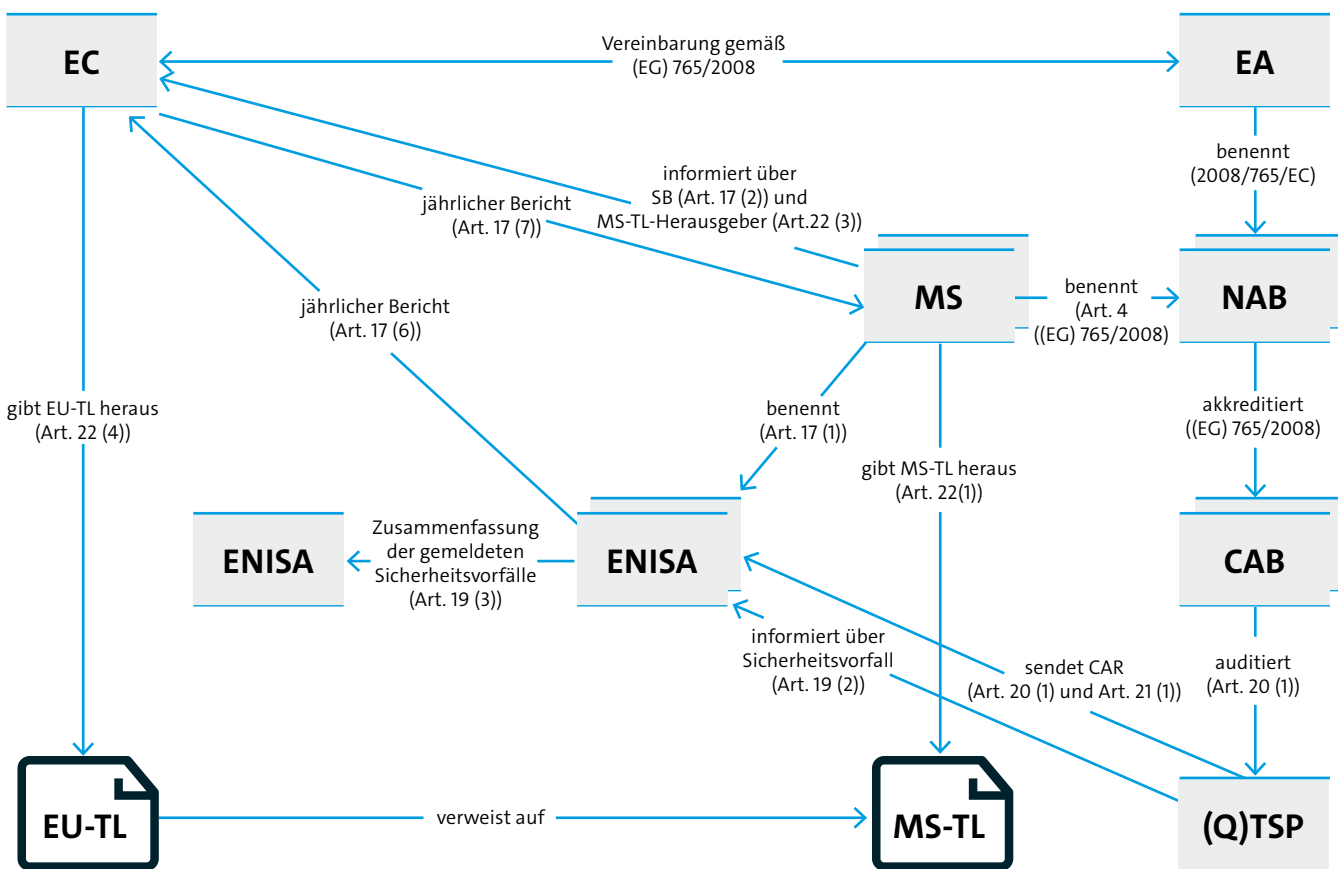 EC
Vereinbarung gemäß
(EG) 765/2008
EA
benennt
(2008/765/EC)
informiert über
SB (Art. 17 (2)) und
MS-TL-Herausgeber (Art.22 (3))
jährlicher Bericht
(Art. 17 (7))
MS
benennt
(Art. 4
((EG) 765/2008)
NAB
jährlicher Bericht
(Art. 17 (6))
gibt EU-TL heraus
(Art. 22 (4))
benennt
(Art. 17 (1))
akkreditiert
((EG) 765/2008)
gibt MS-TL heraus
(Art. 22(1))
ENISA
Zusammenfassung
der gemeldeten
Sicherheitsvorfälle
(Art. 19 (3))
ENISA
CAB
informiert über
Sicherheitsvorfall
(Art. 19 (2))
sendet CAR
(Art. 20 (1) und Art. 21 (1))
auditiert
(Art. 20 (1))
EU-TL
verweist auf
MS-TL
(Q)TSP